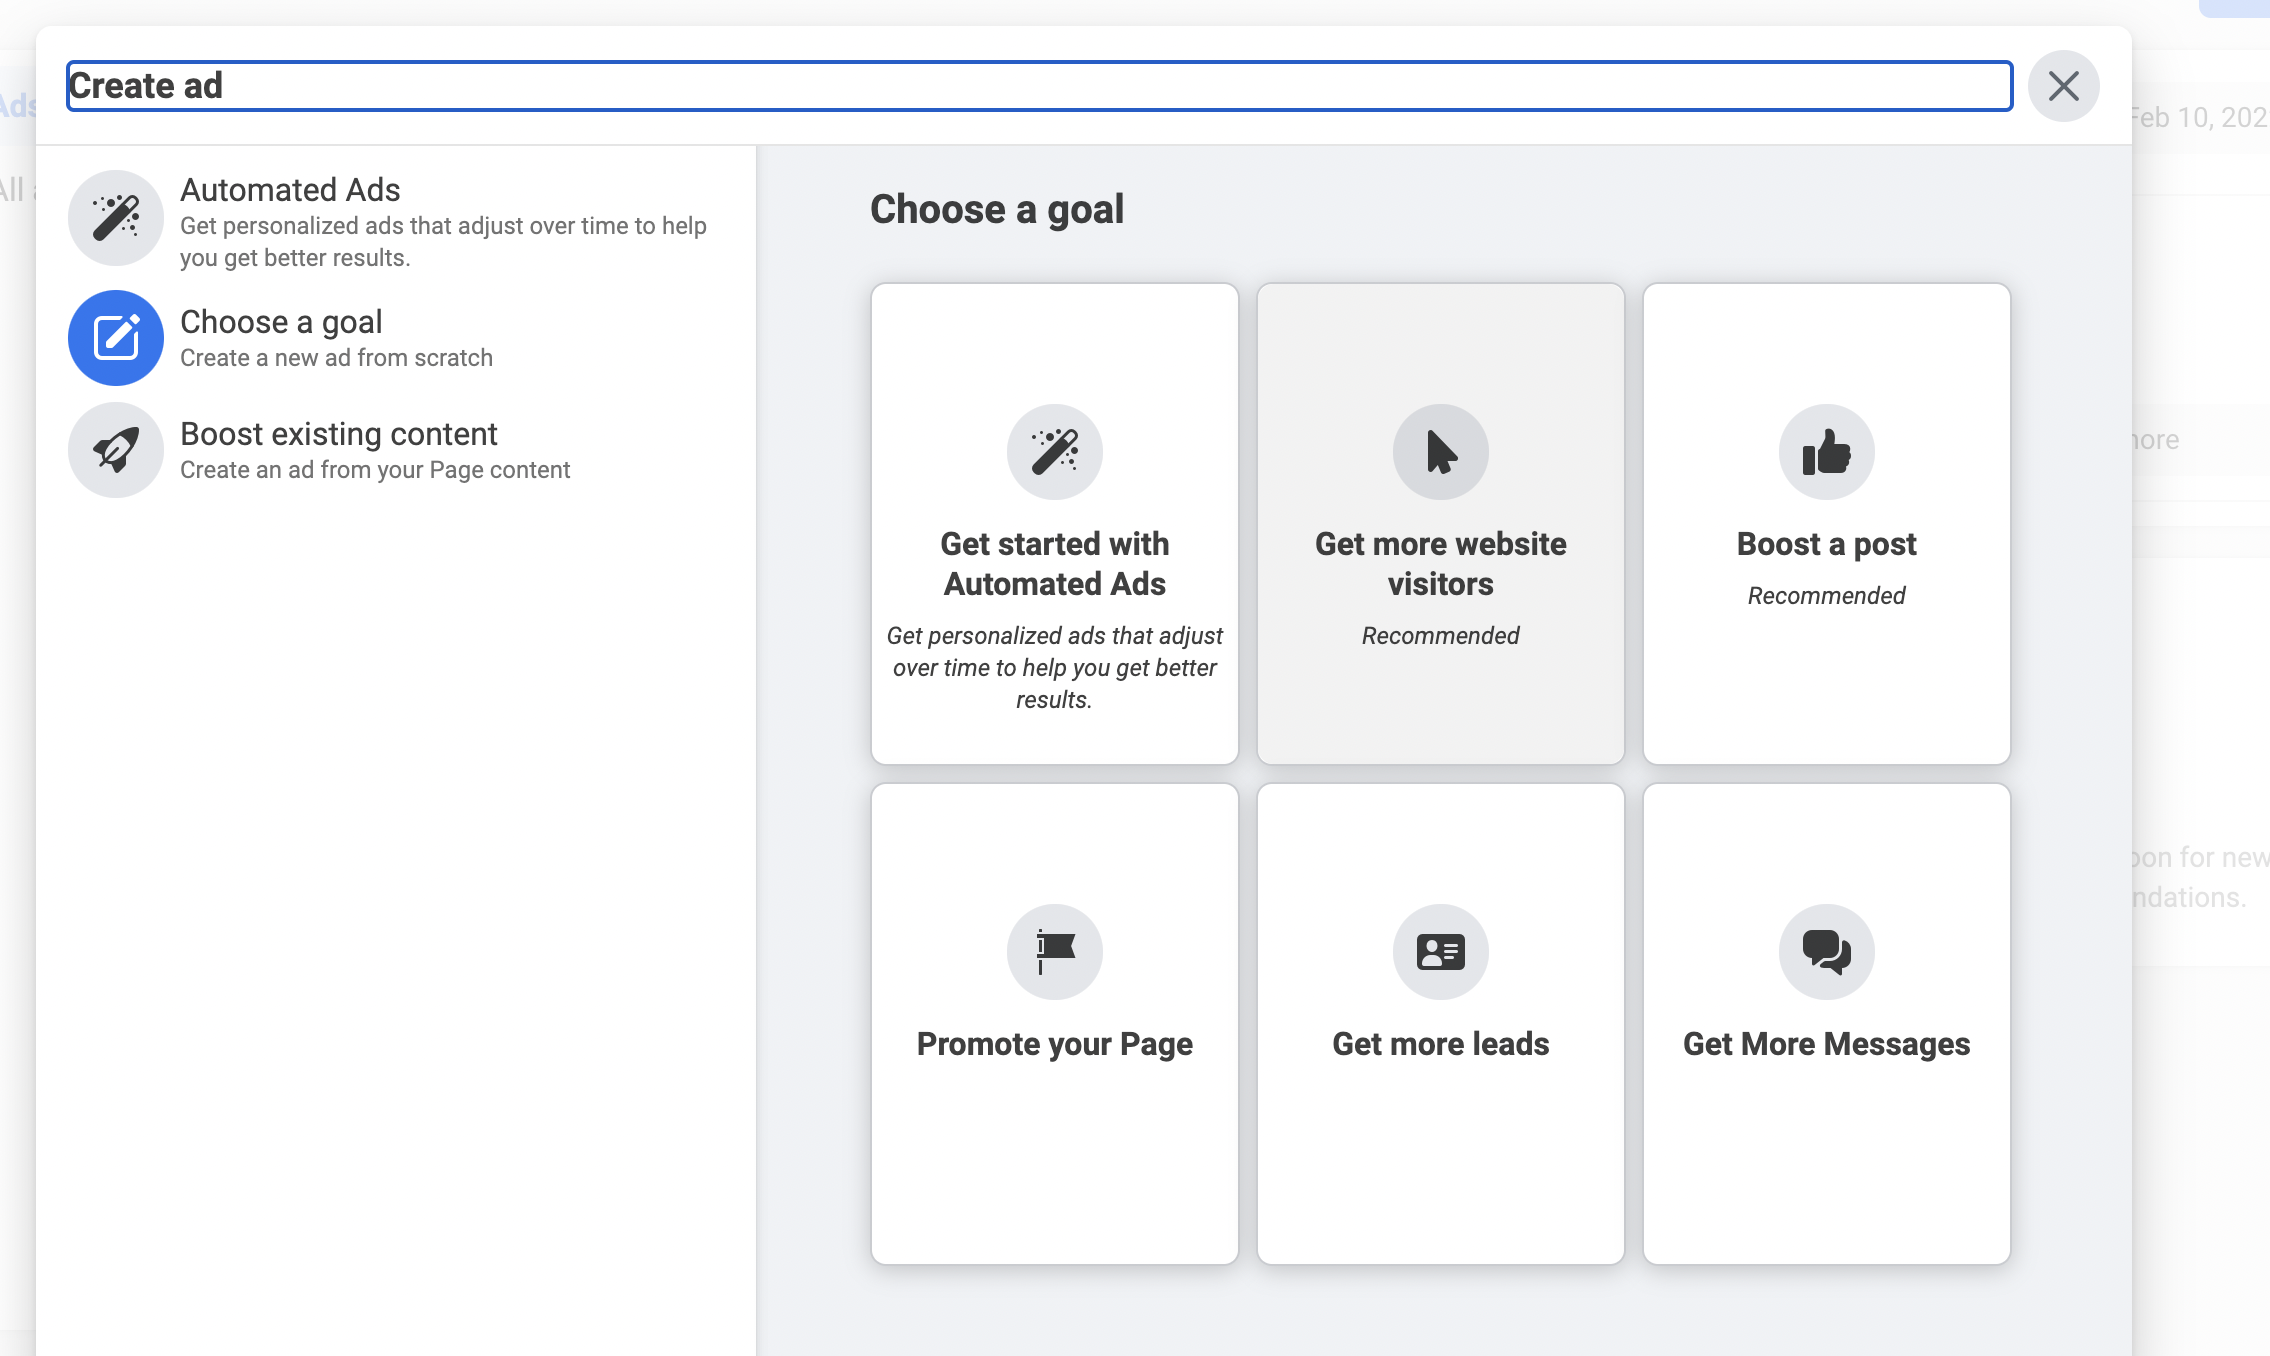 Create ad
Ads
Feb 10, 202
All
Automated Ads
Get personalized ads that adjust over time to help
you get better results.
Choose a goal
Create a new ad from scratch
Boost existing content
Create an ad from your Page content
Choose a goal
Get started with
Automated Ads
Get personalized ads that adjust
over time to help you get better
results.
Get more website
visitors
Recommended
Boost a post
Recommended
Promote your Page
Get more leads
Get More Messages
for new